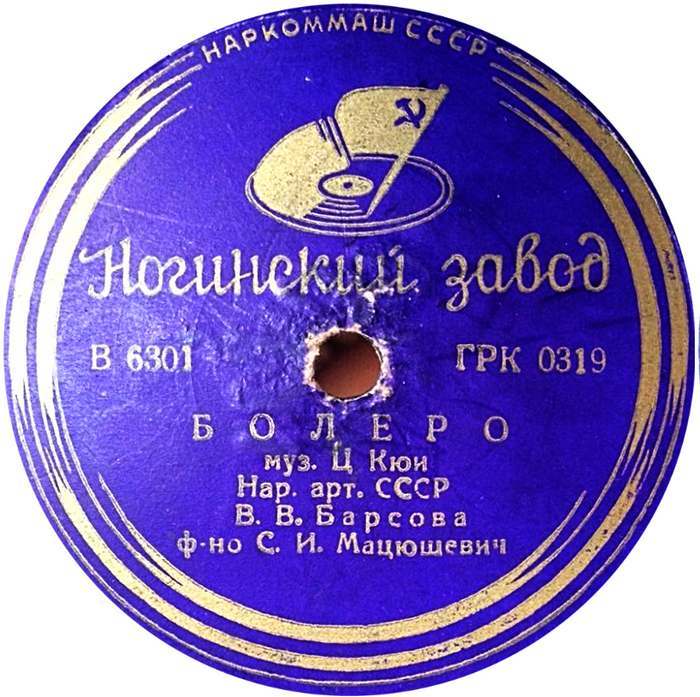 НАРКОММАШ СССР
Ногинский завод
В 6301 ГРК 0319
БОЛЕРО
муз. Ц Кюи
Нар. арт. СССР
В. В. Барсова
ф-но С. И. Мацюшевич